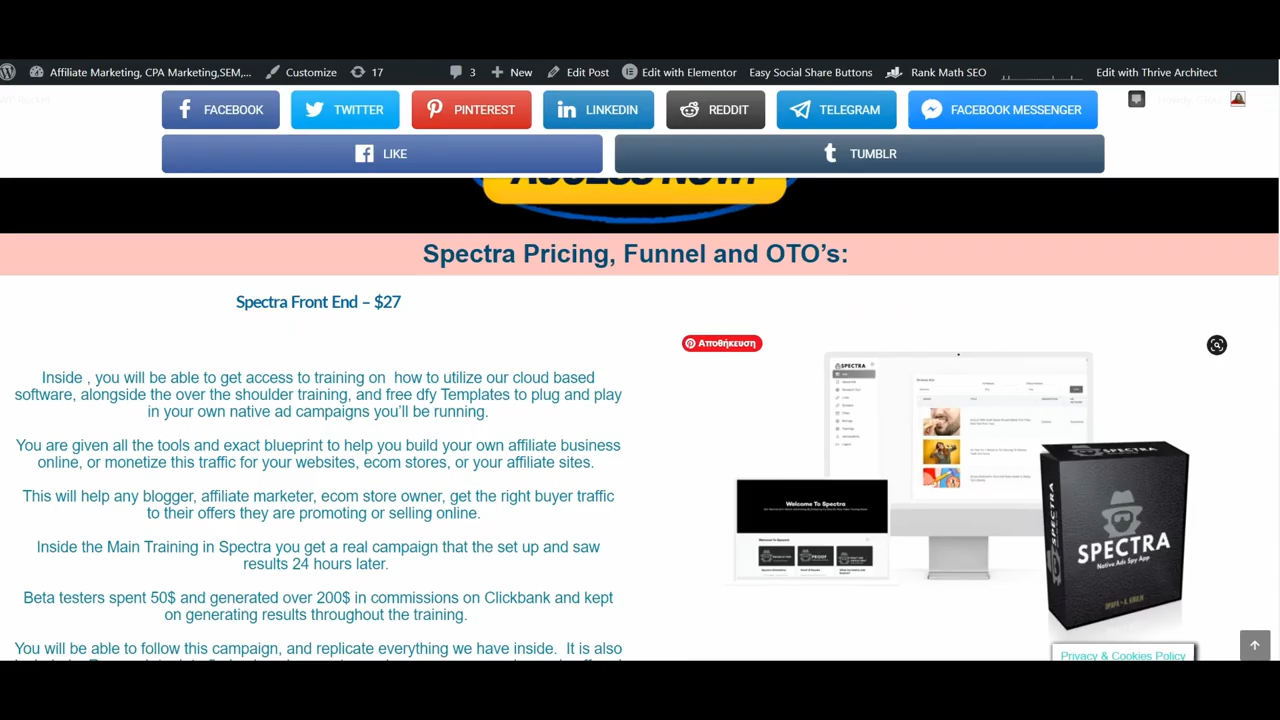 Affiliate Marketing, CPA Marketing,SEM,...
Customize
17
3
New
Edit Post
Edit with Elementor
Easy Social Share Buttons
Rank Math SEO
Edit with Thrive Architect
WP Rocket
FACEBOOK
TWITTER
PINTEREST
LINKEDIN
REDDIT
TELEGRAM
FACEBOOK MESSENGER
LIKE
TUMBLR
ACCESS NOW!
Spectra Pricing, Funnel and OTO’s:
Spectra Front End – $27
Αποθήκευση
Inside , you will be able to get access to training on how to utilize our cloud based
software, alongside the over the shoulder training, and free dfy Templates to plug and play
in your own native ad campaigns you’ll be running.
You are given all the tools and exact blueprint to help you build your own affiliate business
online, or monetize this traffic for your websites, ecom stores, or your affiliate sites.
This will help any blogger, affiliate marketer, ecom store owner, get the right buyer traffic
to their offers they are promoting or selling online.
Inside the Main Training in Spectra you get a real campaign that the set up and saw
results 24 hours later.
Beta testers spent 50$ and generated over 200$ in commissions on Clickbank and kept
on generating results throughout the training.
You will be able to follow this campaign, and replicate everything we have inside. It is also
SPECTRA
Welcome To Spectra
Welcome To Spectra
PROOF
SPECTRA
SPECTRA
SPECTRA
Native Ads Spy App
Privacy & Cookies Policy